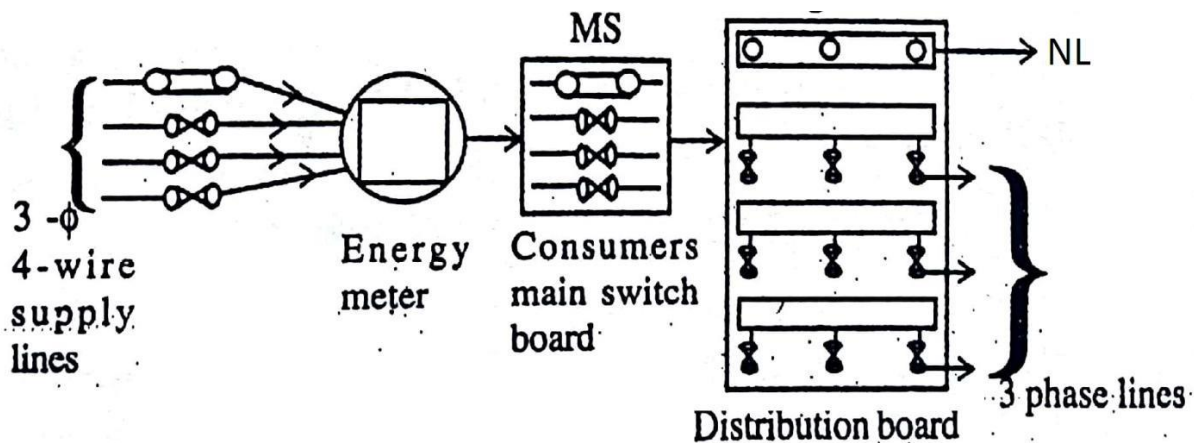 MS
NL
3 -ϕ
4-wire
supply
lines
Energy
meter
Consumers
main switch
board
3 phase lines
Distribution board